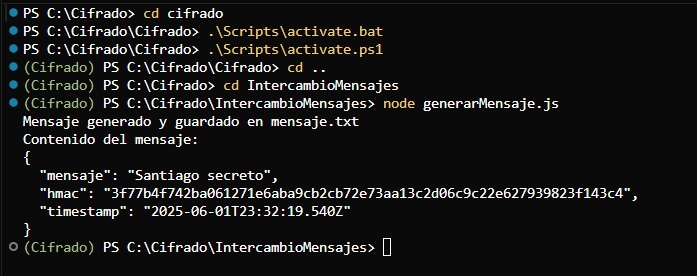 PS C:\Cifrado> cd cifrado
PS C:\Cifrado\Cifrado> .\Scripts\activate.bat
PS C:\Cifrado\Cifrado> .\Scripts\activate.ps1
(Cifrado) PS C:\Cifrado\Cifrado> cd ..
(Cifrado) PS C:\Cifrado> cd IntercambioMensajes
(Cifrado) PS C:\Cifrado\IntercambioMensajes> node generarMensaje.js
Mensaje generado y guardado en mensaje.txt
Contenido del mensaje:
{
  "mensaje": "Santiago secreto",
  "hmac": "3f77b4f742ba061271e6aba9cb2cb72e73aa13c2d06c9c22e627939823f143c4",
  "timestamp": "2025-06-01T23:32:19.540Z"
}
(Cifrado) PS C:\Cifrado\IntercambioMensajes>